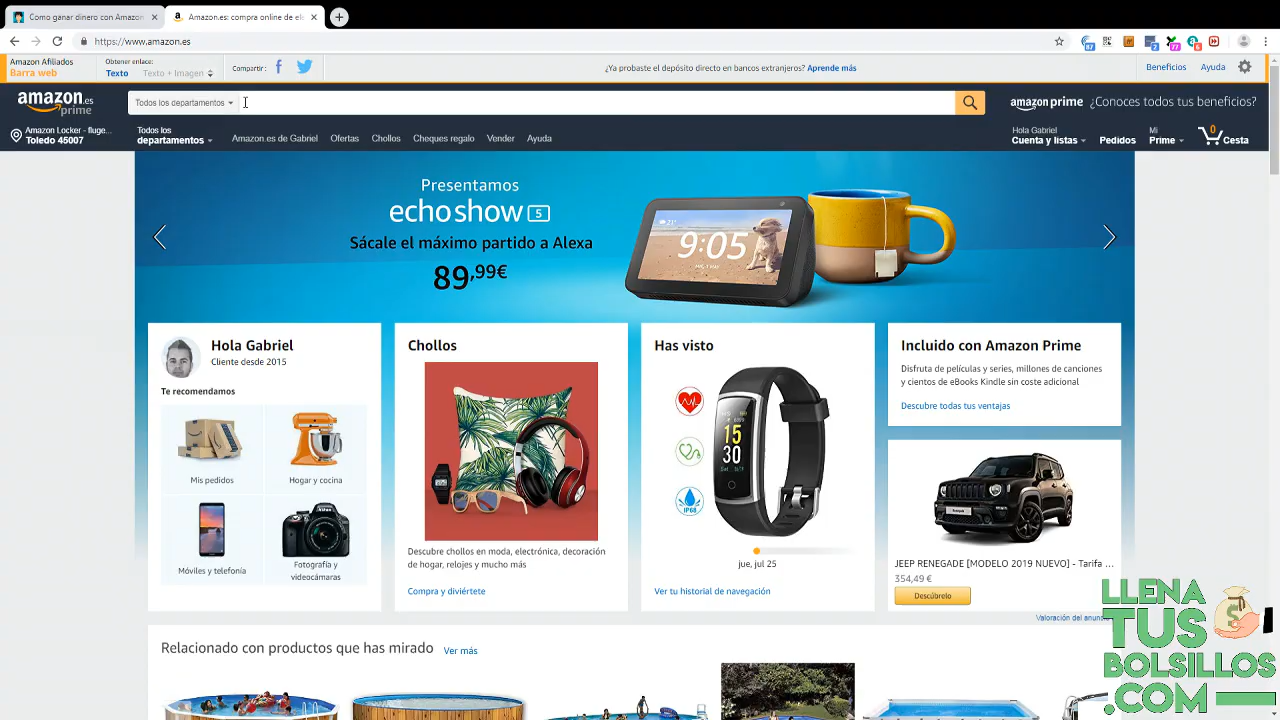 Como ganar dinero con Amazon
Amazon.es: compra online de ele
https://www.amazon.es
Amazon Afiliados
Barra web
Obtener enlace:
Texto
Texto + Imagen
Compartir:
¿Ya probaste el depósito directo en bancos extranjeros? Aprende más
Beneficios
Ayuda
amazon.es
prime
Todos los departamentos
amazon prime
¿Conoces todos tus beneficios?
Amazon Locker - fluge...
Toledo 45007
Todos los
departamentos
Amazon.es de Gabriel
Ofertas
Chollos
Cheques regalo
Vender
Ayuda
Hola Gabriel
Cuenta y listas
Pedidos
Mi
Prime
0
Cesta
Presentamos
echo show 5
Sácale el máximo partido a Alexa
89,99€
9:05
Hola Gabriel
Cliente desde 2015
Te recomendamos
Mis pedidos
Hogar y cocina
Móviles y telefonía
Fotografía y
videocámaras
Chollos
Descubre chollos en moda, electrónica, decoración
de hogar, relojes y mucho más
Compra y diviértete
Has visto
15
30
IP68
jue, jul 25
Ver tu historial de navegación
Incluido con Amazon Prime
Disfruta de películas y series, millones de canciones
y cientos de eBooks Kindle sin coste adicional
Descubre todas tus ventajas
JEEP RENEGADE [MODELO 2019 NUEVO] - Tarifa ...
354,49 €
Descúbrelo
Valoración del anuncio
Relacionado con productos que has mirado
Ver más
LLENA
TUS
BOLSILLOS
.COM